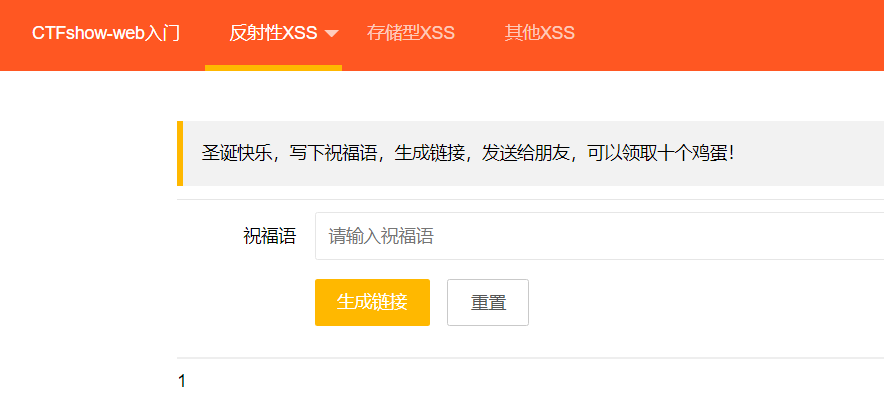 CTFshow-web入门 反射性XSS 存储型XSS 其他XSS
圣诞快乐，写下祝福语，生成链接，发送给朋友，可以领取十个鸡蛋！
祝福语 请输入祝福语
生成链接 重置
1